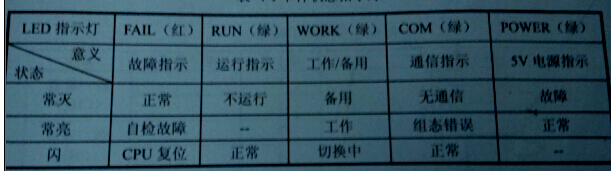 LED 指示灯 FAIL（红） RUN（绿） WORK（绿） COM（绿） POWER（绿）
意义
状态 故障指示 运行指示 工作/备用 通信指示 5V 电源指示
常灭 正常 不运行 备用 无通信 故障
常亮 自检故障 -- 工作 组态错误 正常
闪 CPU 复位 正常 切换中 正常 --